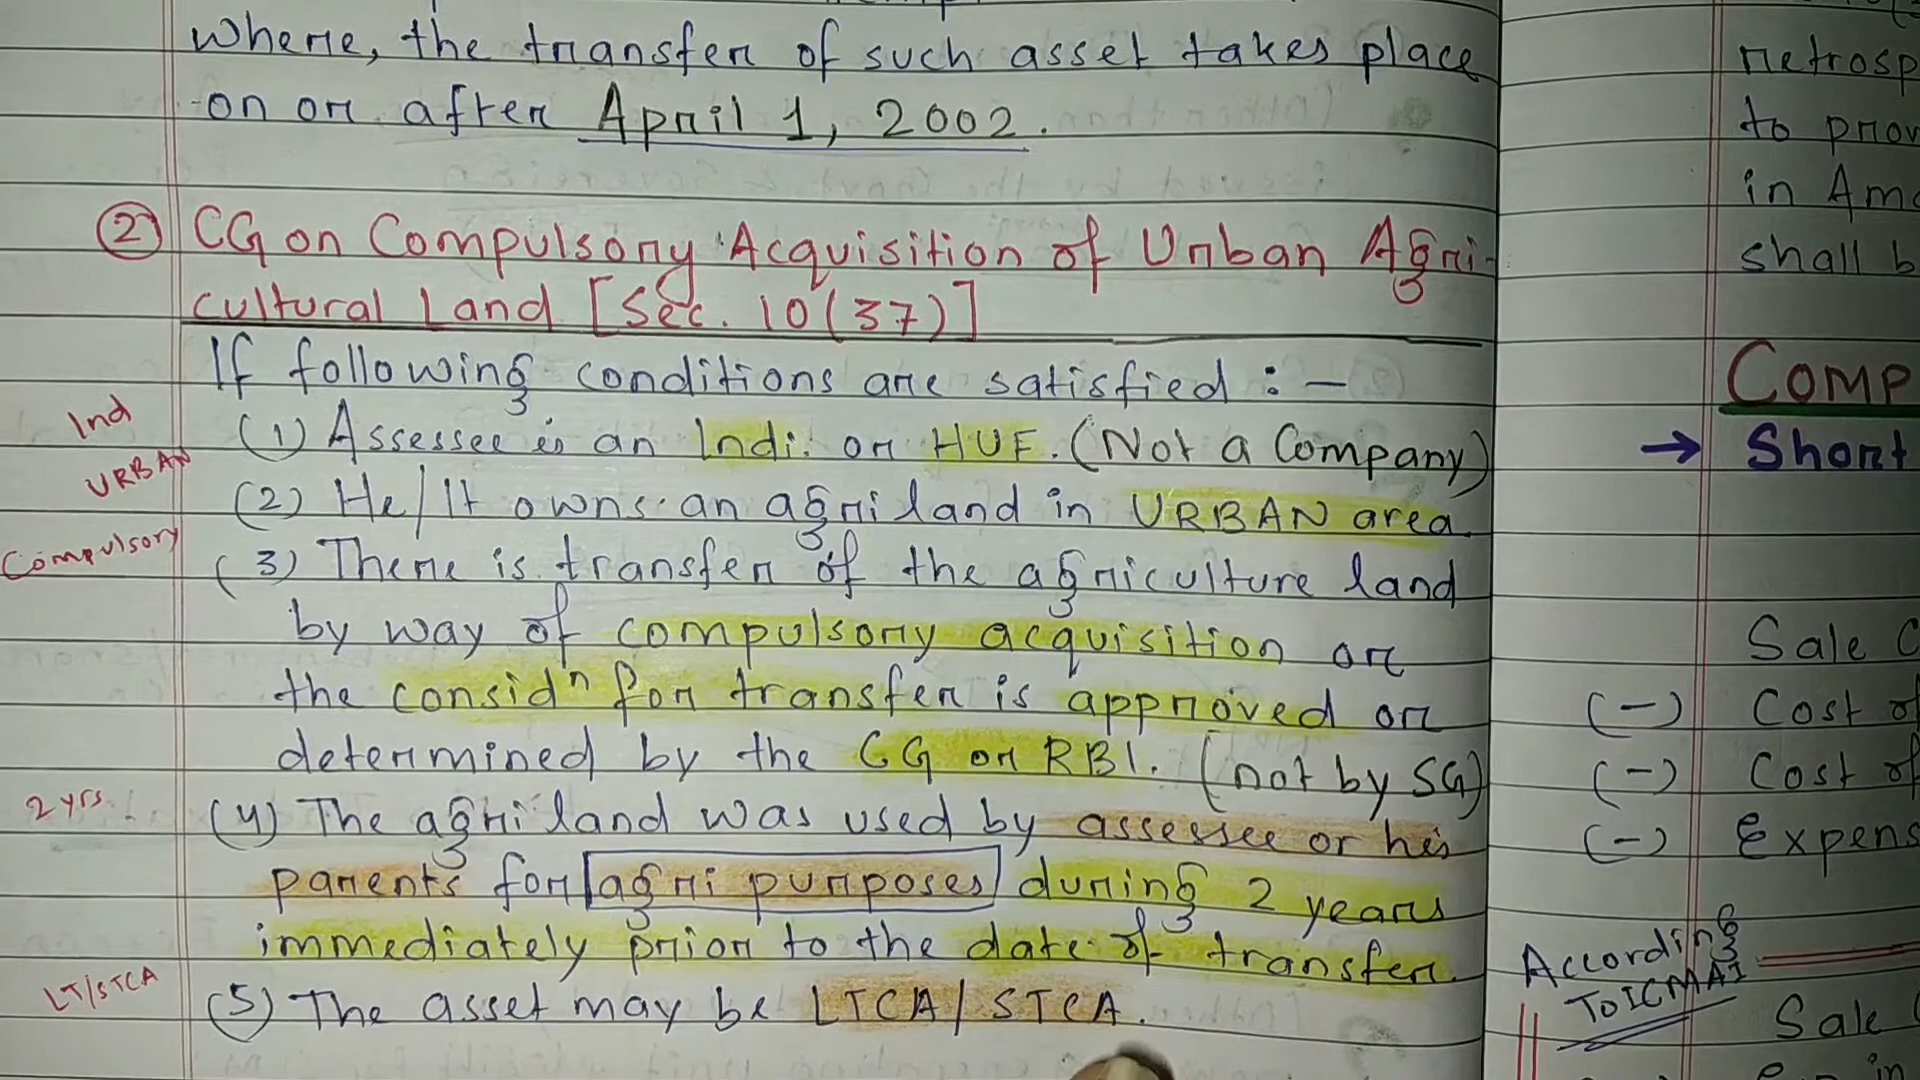 where, the transfer of such asset takes place
on or after April 1, 2002.
② CG on Compulsory Acquisition of Urban Agri-
cultural Land [Sec. 10(37)]
If following conditions are satisfied :-
Ind
(1) Assessee is an Indi. or HUF. (Not a Company)
URBAN
(2) He/It owns an agri land in URBAN area.
Compulsory
(3) There is transfer of the agriculture land
by way of compulsory acquisition or
the considn for transfer is approved or
determined by the CG or RBI. (not by SG)
2 yrs.
(4) The agri land was used by assessee or his
parents for agri purposes during 2 years
immediately prior to the date of transfer.
LT/STCA
(5) The asset may be LTCA/STCA.
retrosp
to prov
in Ame
shall b
Comp
→ Short
Sale C
(-) Cost of
(-) Cost of
(-) Expens
According
To ICMAI
Sale